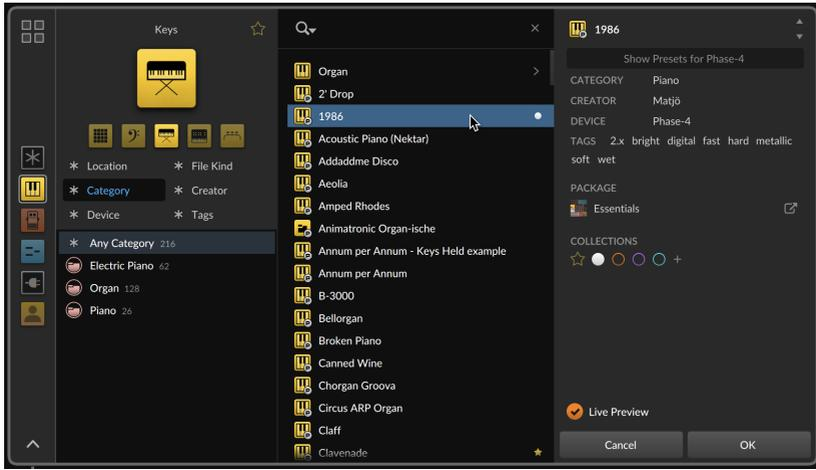 Keys
Location
File Kind
Category
Creator
Device
Tags
Any Category 216
Electric Piano 62
Organ 128
Piano 26
Organ
2' Drop
1986
Acoustic Piano (Nektar)
Addaddme Disco
Aeolia
Amped Rhodes
Animatronic Organ-ische
Annum per Annum - Keys Held example
Annum per Annum
B-3000
Bellorgan
Broken Piano
Canned Wine
Chorgan Groova
Circus ARP Organ
Claff
Clavenade
1986
Show Presets for Phase-4
CATEGORY Piano
CREATOR Matjö
DEVICE Phase-4
TAGS 2.x bright digital fast hard metallic
soft wet
PACKAGE
Essentials
COLLECTIONS
Live Preview
Cancel
OK